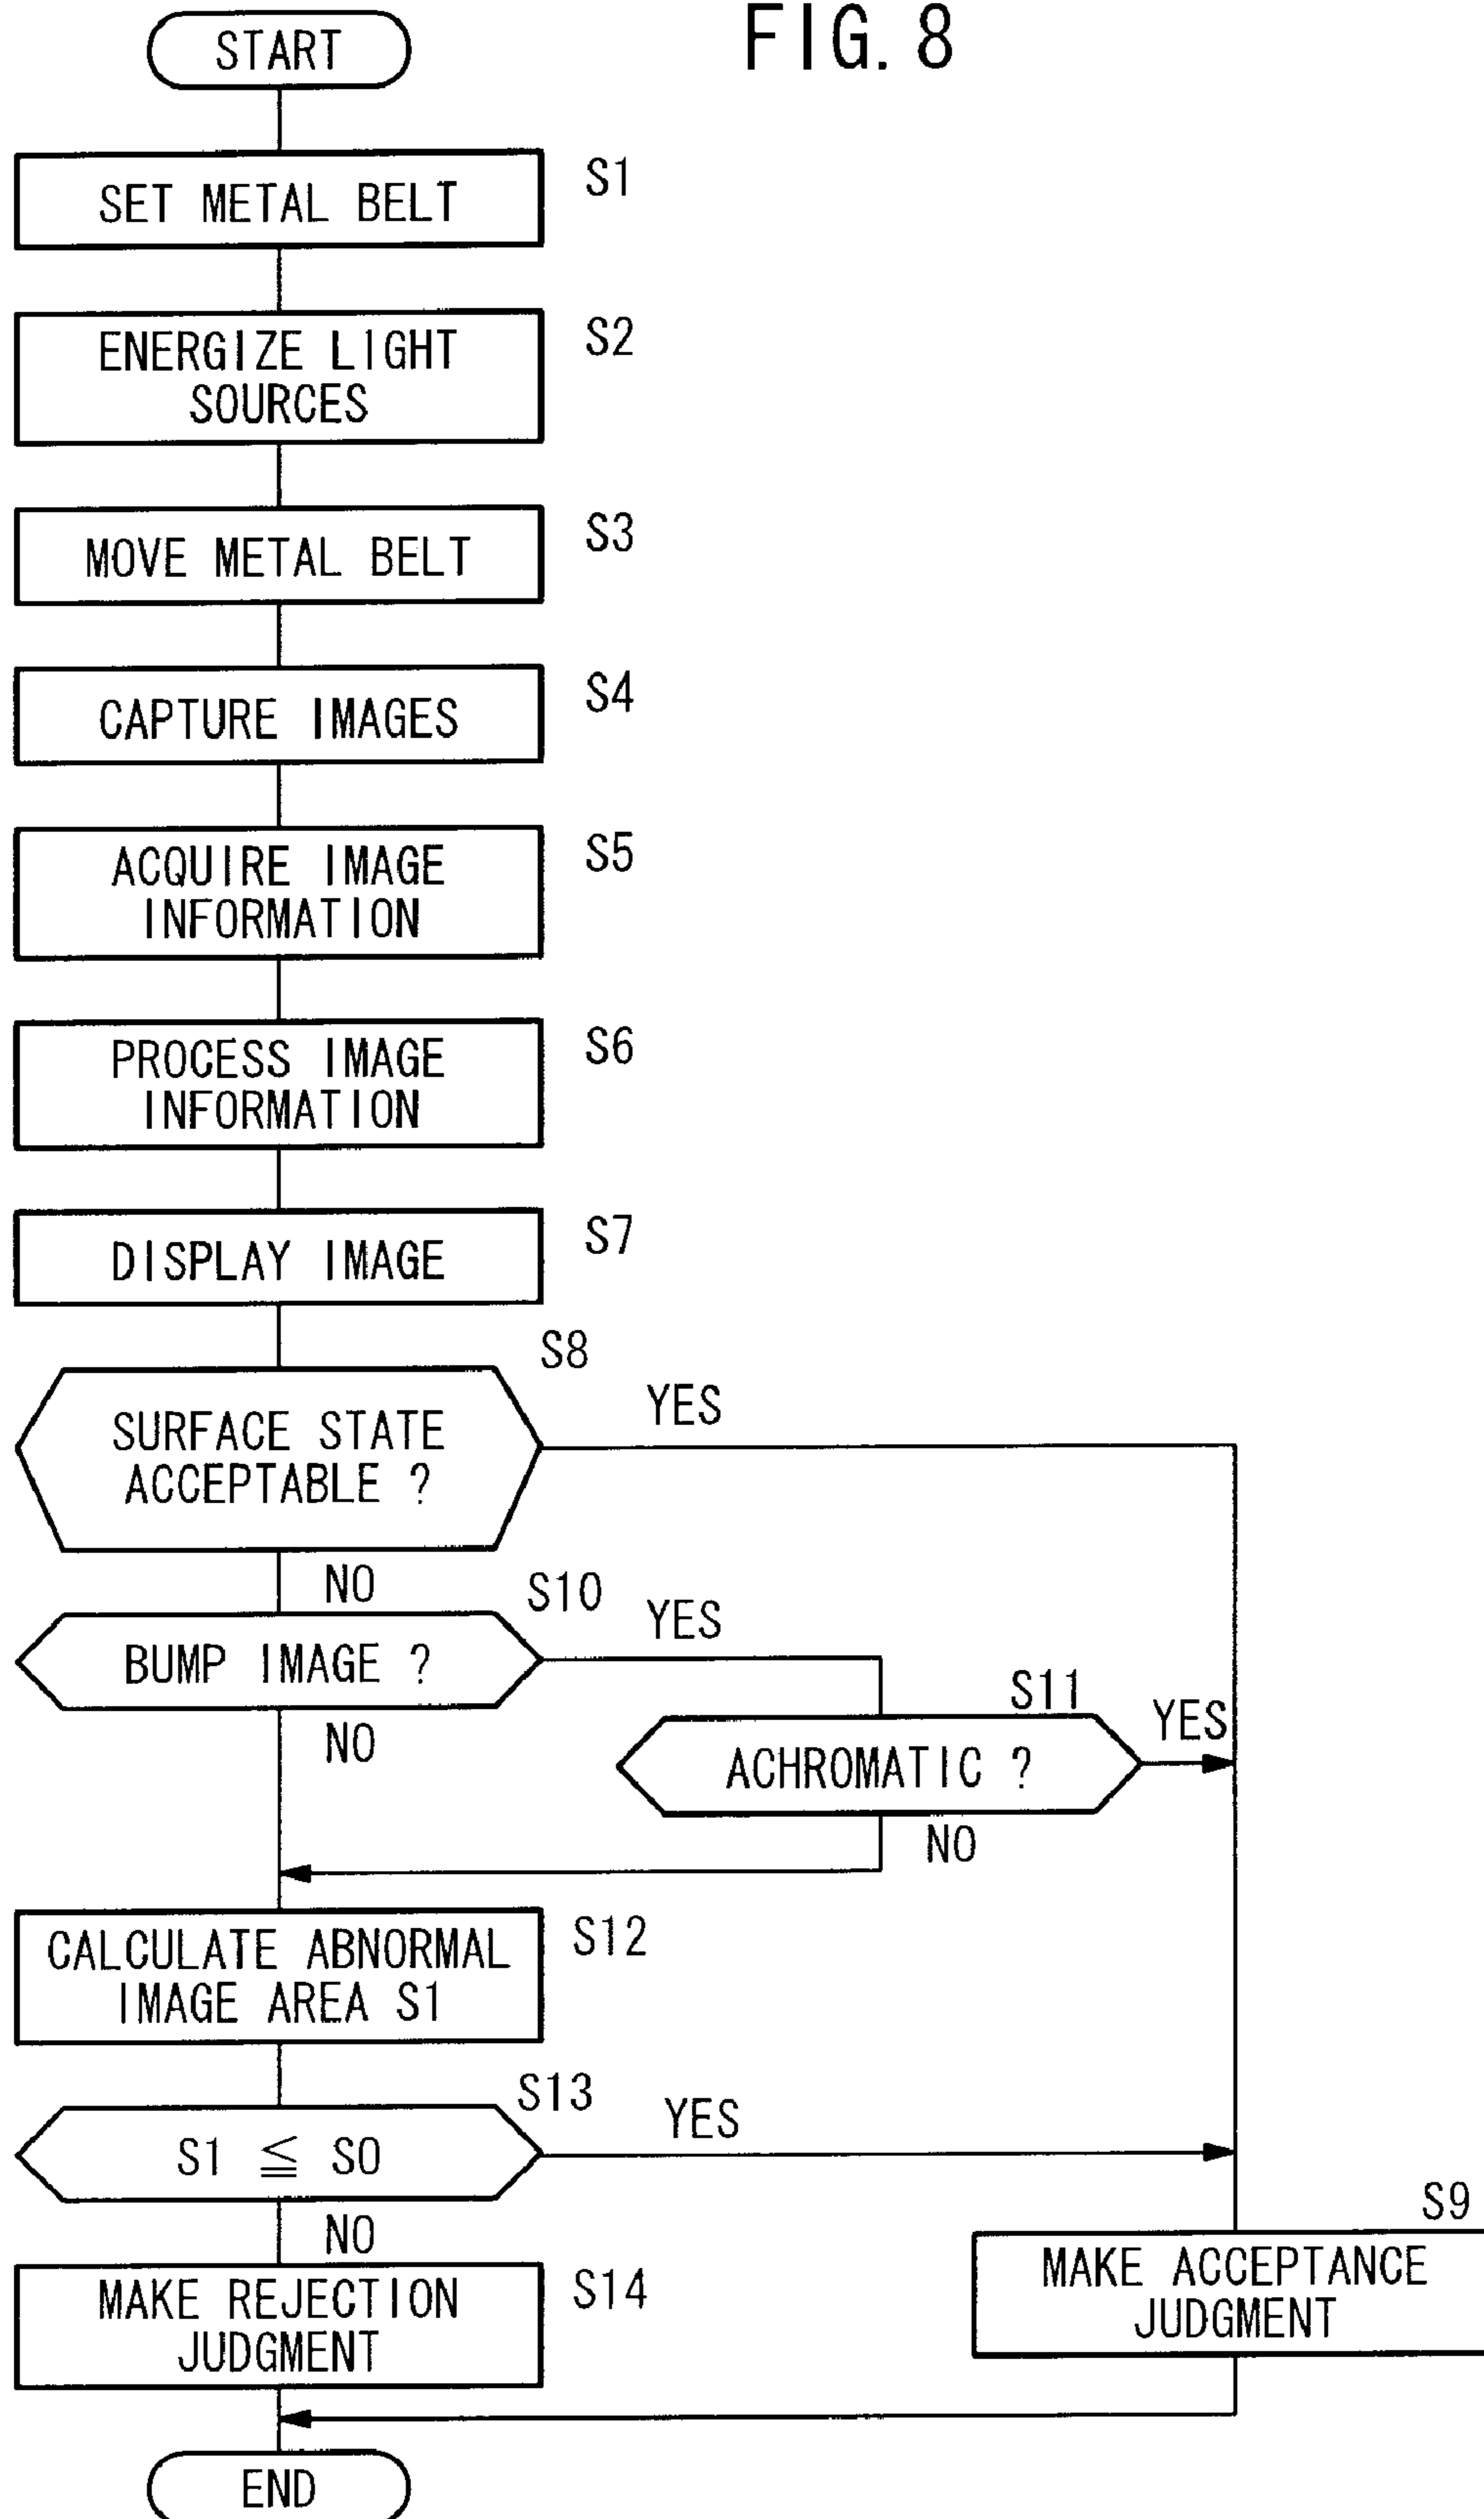 FIG. 8
START
SET METAL BELT
S1
ENERGIZE LIGHT
SOURCES
S2
MOVE METAL BELT
S3
CAPTURE IMAGES
S4
ACQUIRE IMAGE
INFORMATION
S5
PROCESS IMAGE
INFORMATION
S6
DISPLAY IMAGE
S7
S8
SURFACE STATE
ACCEPTABLE ?
YES
NO
S10
BUMP IMAGE ?
YES
NO
S11
ACHROMATIC ?
YES
NO
CALCULATE ABNORMAL
IMAGE AREA S1
S12
S13
S1 ≦ S0
YES
NO
S9
MAKE ACCEPTANCE
JUDGMENT
MAKE REJECTION
JUDGMENT
S14
END